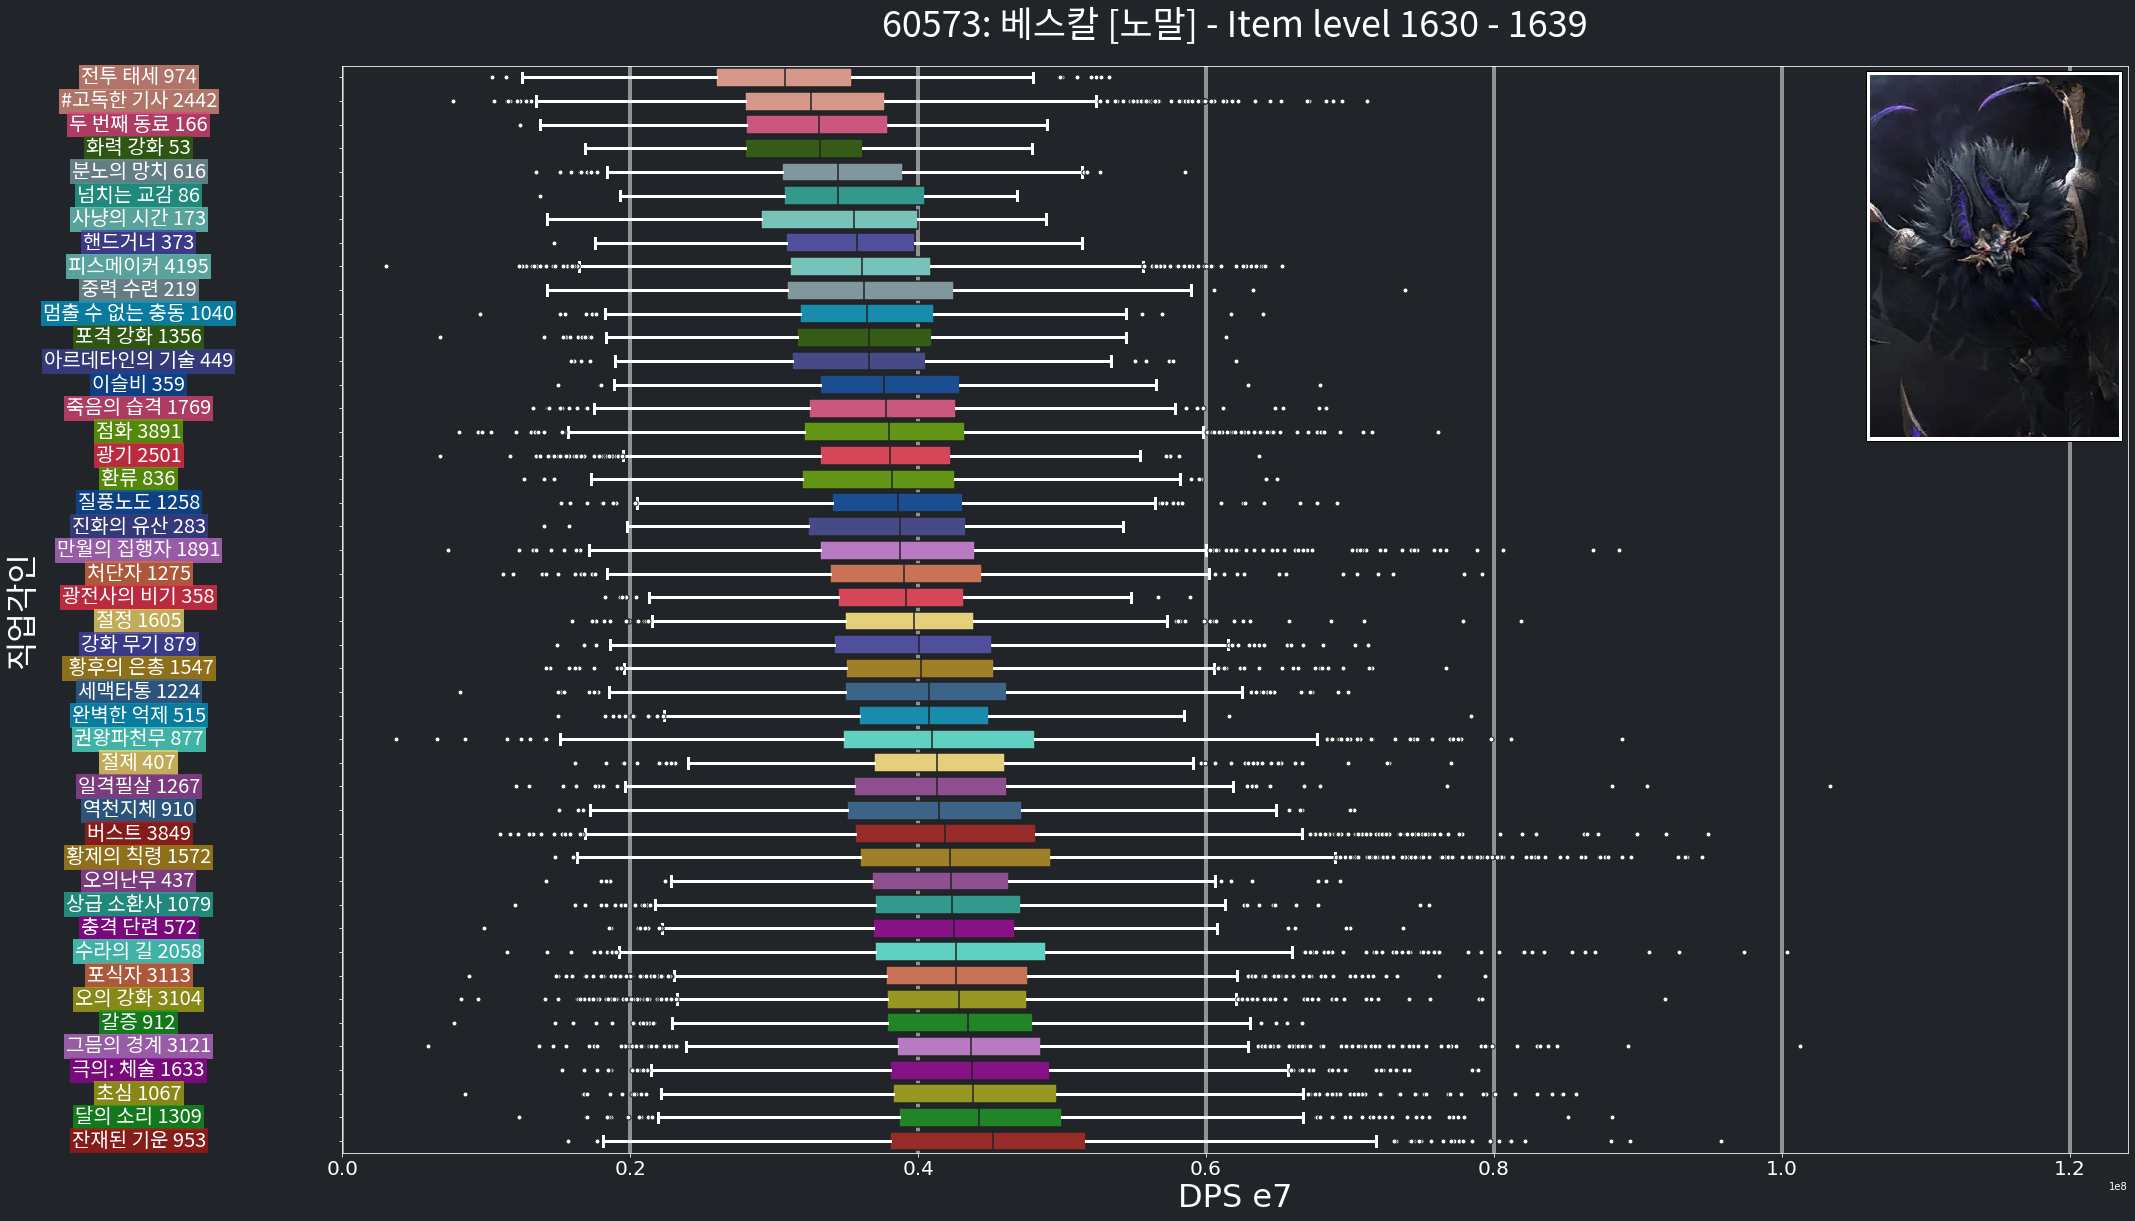 60573: 베스칼 [노말] - Item level 1630 - 1639
전투 태세 974
#고독한 기사 2442
두 번째 동료 166
화력 강화 53
분노의 망치 616
넘치는 교감 86
사냥의 시간 173
핸드거너 373
피스메이커 4195
중력 수련 219
멈출 수 없는 충동 1040
포격 강화 1356
아르데타인의 기술 449
이슬비 359
죽음의 습격 1769
점화 3891
광기 2501
환류 836
질풍노도 1258
진화의 유산 283
만월의 집행자 1891
처단자 1275
광전사의 비기 358
절정 1605
강화 무기 879
황후의 은총 1547
세맥타통 1224
완벽한 억제 515
권왕파천무 877
절제 407
일격필살 1267
역천지체 910
버스트 3849
황제의 칙령 1572
오의난무 437
상급 소환사 1079
충격 단련 572
수라의 길 2058
포식자 3113
오의 강화 3104
갈증 912
그믐의 경계 3121
극의: 체술 1633
초심 1067
달의 소리 1309
잔재된 기운 953
직업각인
0.0 0.2 0.4 0.6 0.8 1.0 1.2
DPS e7
1e8